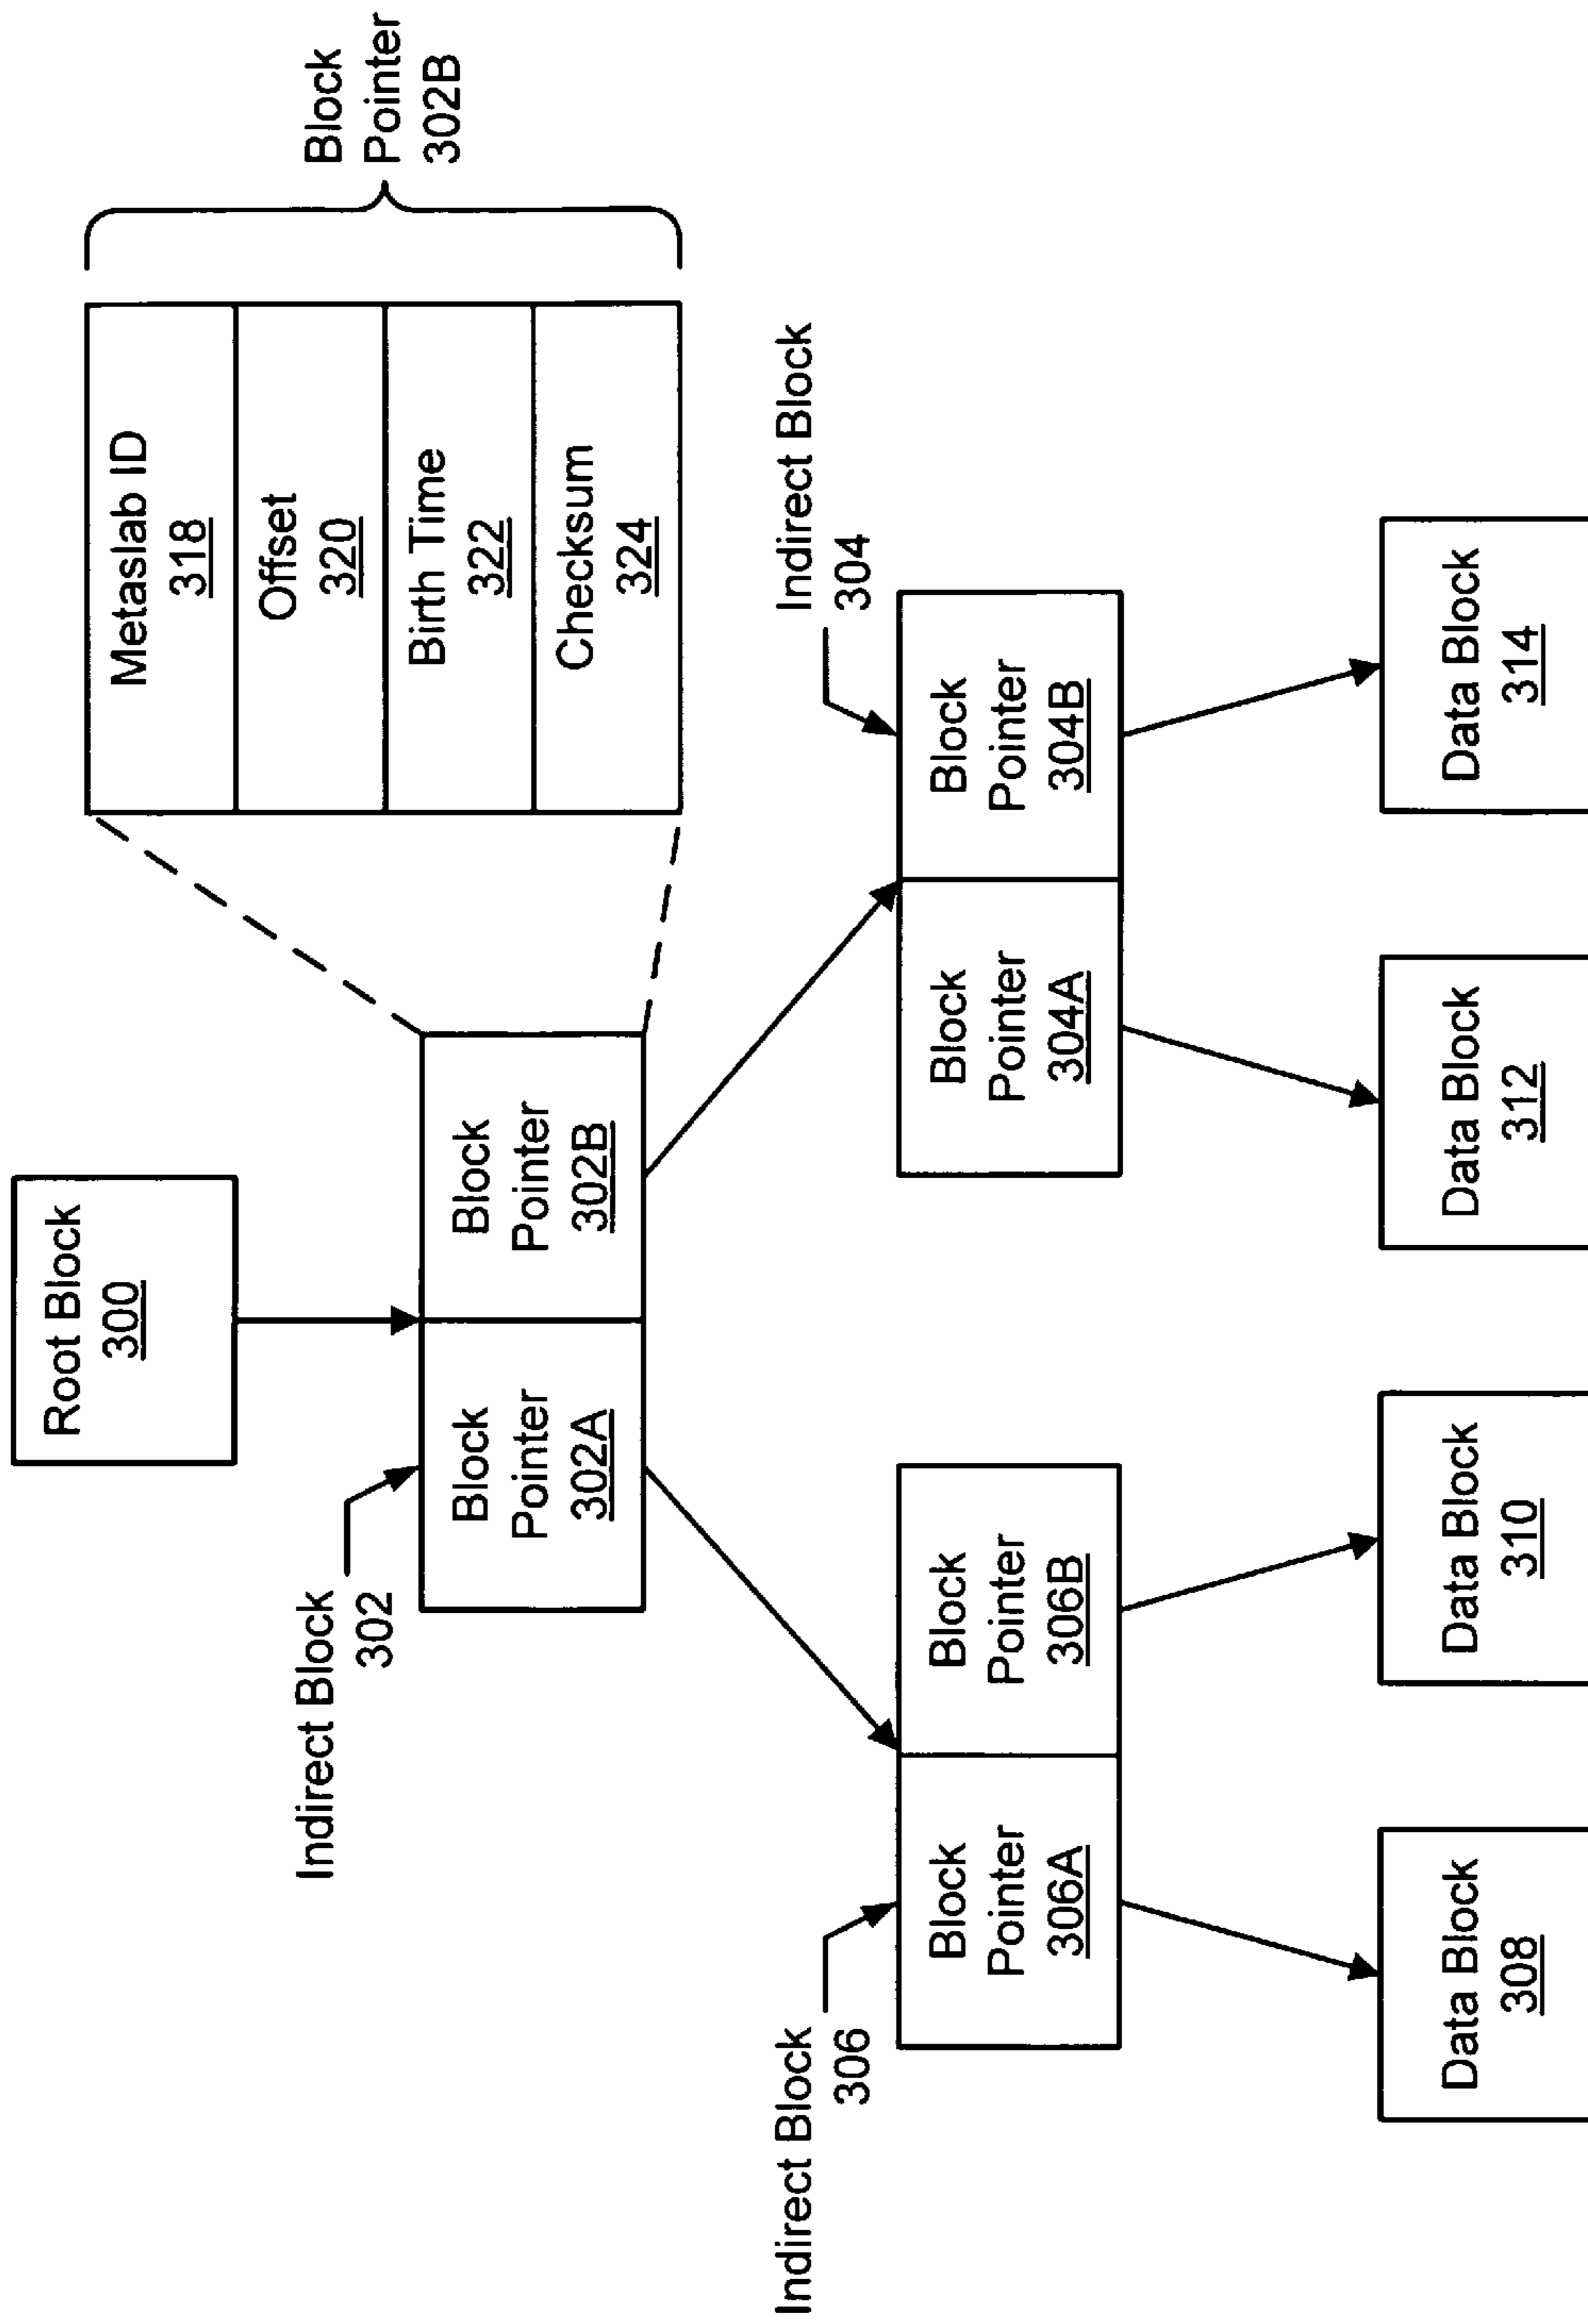 Root Block
300
Indirect Block
302
Block
Pointer
302A
Block
Pointer
302B
Metaslab ID
318
Offset
320
Birth Time
322
Checksum
324
Block
Pointer
302B
Indirect Block
306
Block
Pointer
306A
Block
Pointer
306B
Indirect Block
304
Block
Pointer
304A
Block
Pointer
304B
Data Block
308
Data Block
310
Data Block
312
Data Block
314